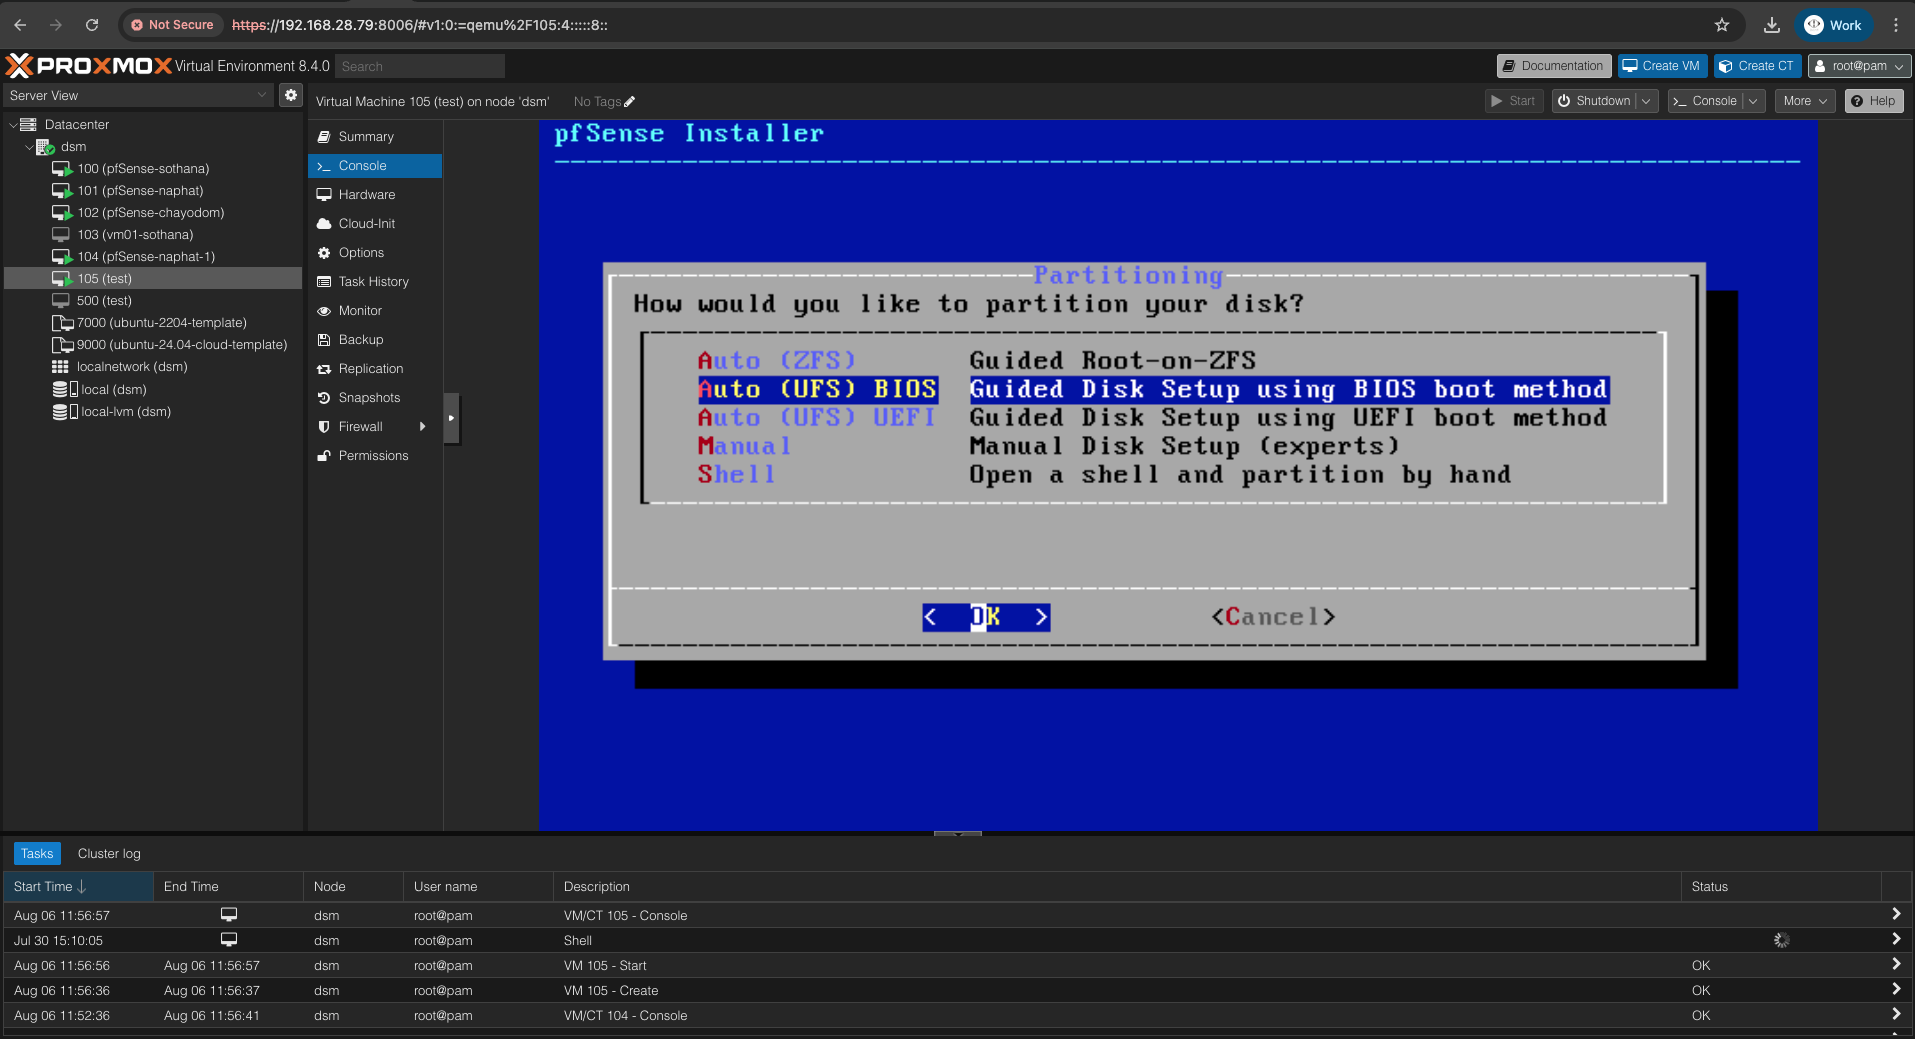 Not Secure https://192.168.28.79:8006/#v1:0:=qemu%2F105:4:::::8:: Work
PROXMOX Virtual Environment 8.4.0 Search Documentation Create VM Create CT root@pam
Server View
Virtual Machine 105 (test) on node 'dsm' No Tags Start Shutdown >_ Console More Help
Datacenter
dsm
100 (pfSense-sothana)
101 (pfSense-naphat)
102 (pfSense-chayodom)
103 (vm01-sothana)
104 (pfSense-naphat-1)
105 (test)
500 (test)
7000 (ubuntu-2204-template)
9000 (ubuntu-24.04-cloud-template)
localnetwork (dsm)
local (dsm)
local-lvm (dsm)
Summary
>_ Console
Hardware
Cloud-Init
Options
Task History
Monitor
Backup
Replication
Snapshots
Firewall
Permissions
pfSense Installer
Partitioning
How would you like to partition your disk?
Auto (ZFS) Guided Root-on-ZFS
Auto (UFS) BIOS Guided Disk Setup using BIOS boot method
Auto (UFS) UEFI Guided Disk Setup using UEFI boot method
Manual Manual Disk Setup (experts)
Shell Open a shell and partition by hand
< OK > <Cancel>
Tasks Cluster log
Start Time ↓ End Time Node User name Description Status
Aug 06 11:56:57 dsm root@pam VM/CT 105 - Console
Jul 30 15:10:05 dsm root@pam Shell
Aug 06 11:56:56 Aug 06 11:56:57 dsm root@pam VM 105 - Start OK
Aug 06 11:56:36 Aug 06 11:56:37 dsm root@pam VM 105 - Create OK
Aug 06 11:52:36 Aug 06 11:56:41 dsm root@pam VM/CT 104 - Console OK